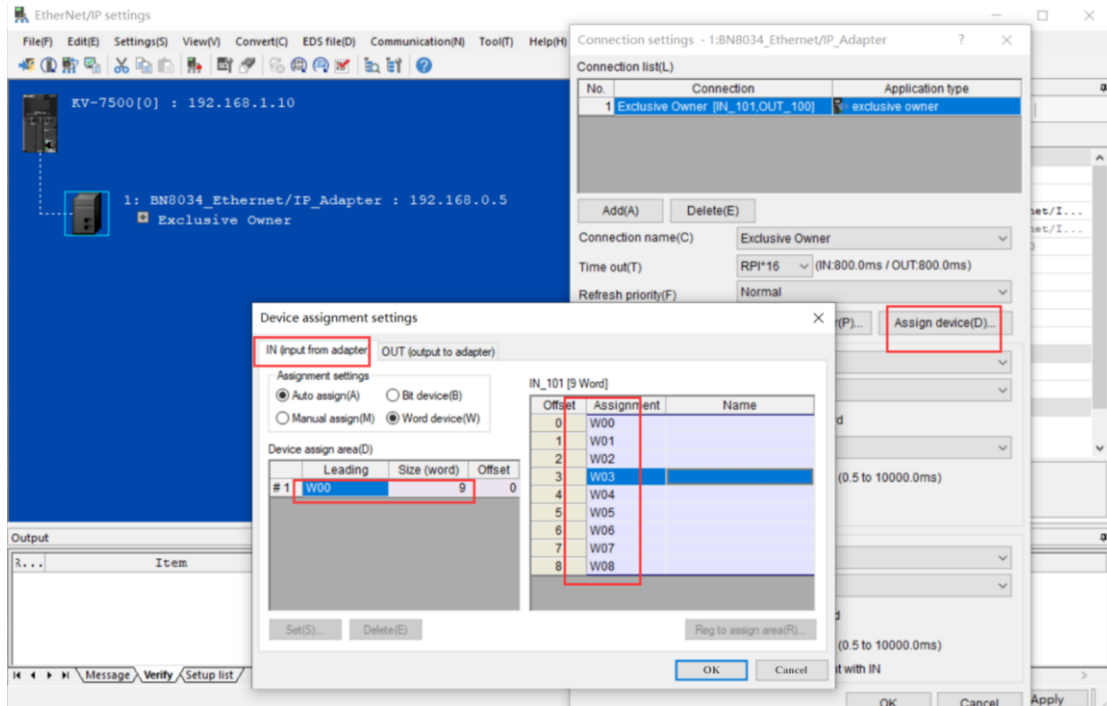 EtherNet/IP settings
File(F) Edit(E) Settings(S) View(V) Convert(C) EDS file(D) Communication(N) Tool(T) Help(H)
KV-7500[0] : 192.168.1.10
1: BN8034_Ethernet/IP_Adapter : 192.168.0.5
Exclusive Owner
Connection settings - 1:BN8034_Ethernet/IP_Adapter ? ×
Connection list(L)
No. Connection Application type
1 Exclusive Owner [IN_101,OUT_100] exclusive owner
Add(A) Delete(E)
Connection name(C) Exclusive Owner
Time out(T) RPI*16 (IN:800.0ms / OUT:800.0ms)
Refresh priority(F) Normal
r(P)... Assign device(D)...
d
(0.5 to 10000.0ms)
d
(0.5 to 10000.0ms)
t with IN
OK Cancel Apply
net/I...
net/I...
Device assignment settings
IN (input from adapter) OUT (output to adapter)
Assignment settings
Auto assign(A) Bit device(B)
Manual assign(M) Word device(W)
Device assign area(D)
Leading Size (word) Offset
#1 W00 9 0
IN_101 [9 Word]
Offset Assignment Name
0 W00
1 W01
2 W02
3 W03
4 W04
5 W05
6 W06
7 W07
8 W08
Set(S)... Delete(E) Reg to assign area(R)...
OK Cancel
Output
R... Item
Message Verify Setup list